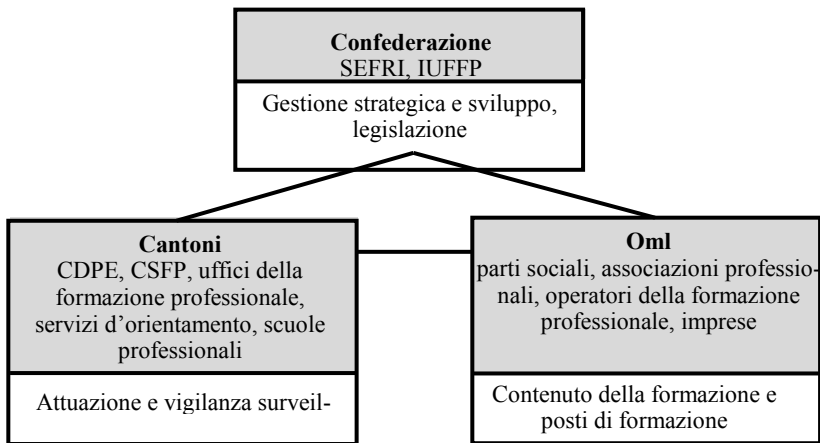 Confederazione
SEFRI, IUFFP
Gestione strategica e sviluppo,
legislazione
Cantoni
CDPE, CSFP, uffici della
formazione professionale,
servizi d’orientamento, scuole
professionali
Attuazione e vigilanza surveil-
Oml
parti sociali, associazioni professio-
nali, operatori della formazione
professionale, imprese
Contenuto della formazione e
posti di formazione